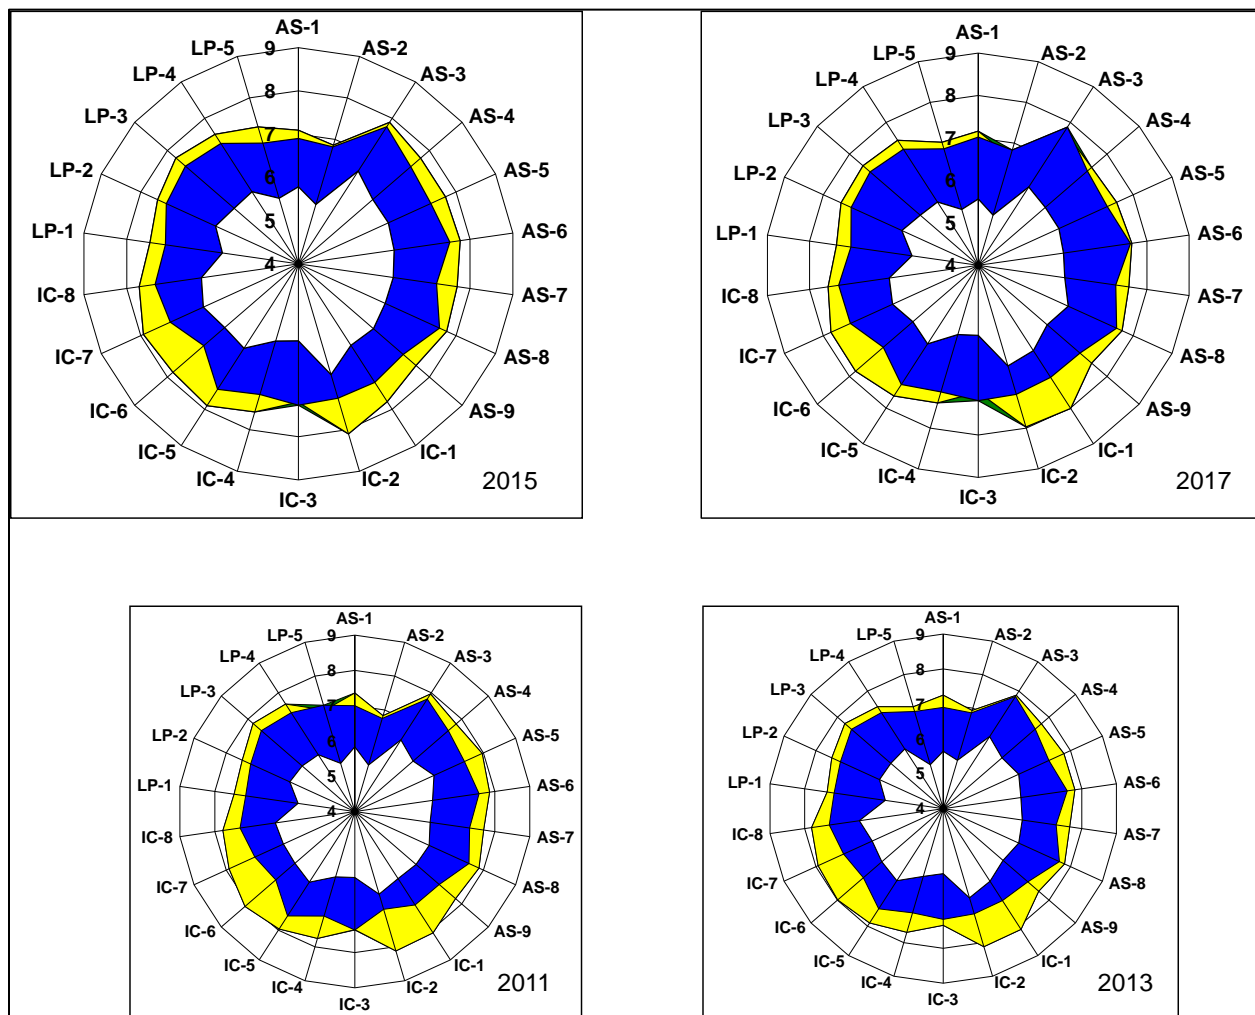 AS-1
AS-2
AS-3
AS-4
AS-5
AS-6
AS-7
AS-8
AS-9
IC-1
IC-2
IC-3
IC-4
IC-5
IC-6
IC-7
IC-8
LP-1
LP-2
LP-3
LP-4
LP-5
9
8
7
6
5
4
2015
AS-1
AS-2
AS-3
AS-4
AS-5
AS-6
AS-7
AS-8
AS-9
IC-1
IC-2
IC-3
IC-4
IC-5
IC-6
IC-7
IC-8
LP-1
LP-2
LP-3
LP-4
LP-5
9
8
7
6
5
4
2017
AS-1
AS-2
AS-3
AS-4
AS-5
AS-6
AS-7
AS-8
AS-9
IC-1
IC-2
IC-3
IC-4
IC-5
IC-6
IC-7
IC-8
LP-1
LP-2
LP-3
LP-4
LP-5
9
8
7
6
5
4
2011
AS-1
AS-2
AS-3
AS-4
AS-5
AS-6
AS-7
AS-8
AS-9
IC-1
IC-2
IC-3
IC-4
IC-5
IC-6
IC-7
IC-8
LP-1
LP-2
LP-3
LP-4
LP-5
9
8
7
6
5
4
2013